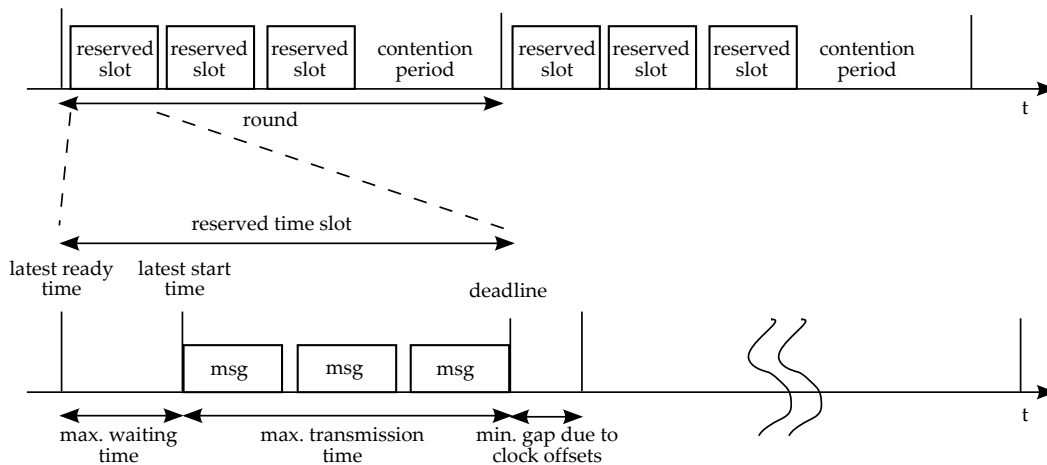 reserved slot
reserved slot
reserved slot
contention period
reserved slot
reserved slot
reserved slot
contention period
t
round
reserved time slot
latest ready time
latest start time
deadline
msg
msg
msg
t
max. waiting time
max. transmission time
min. gap due to clock offsets